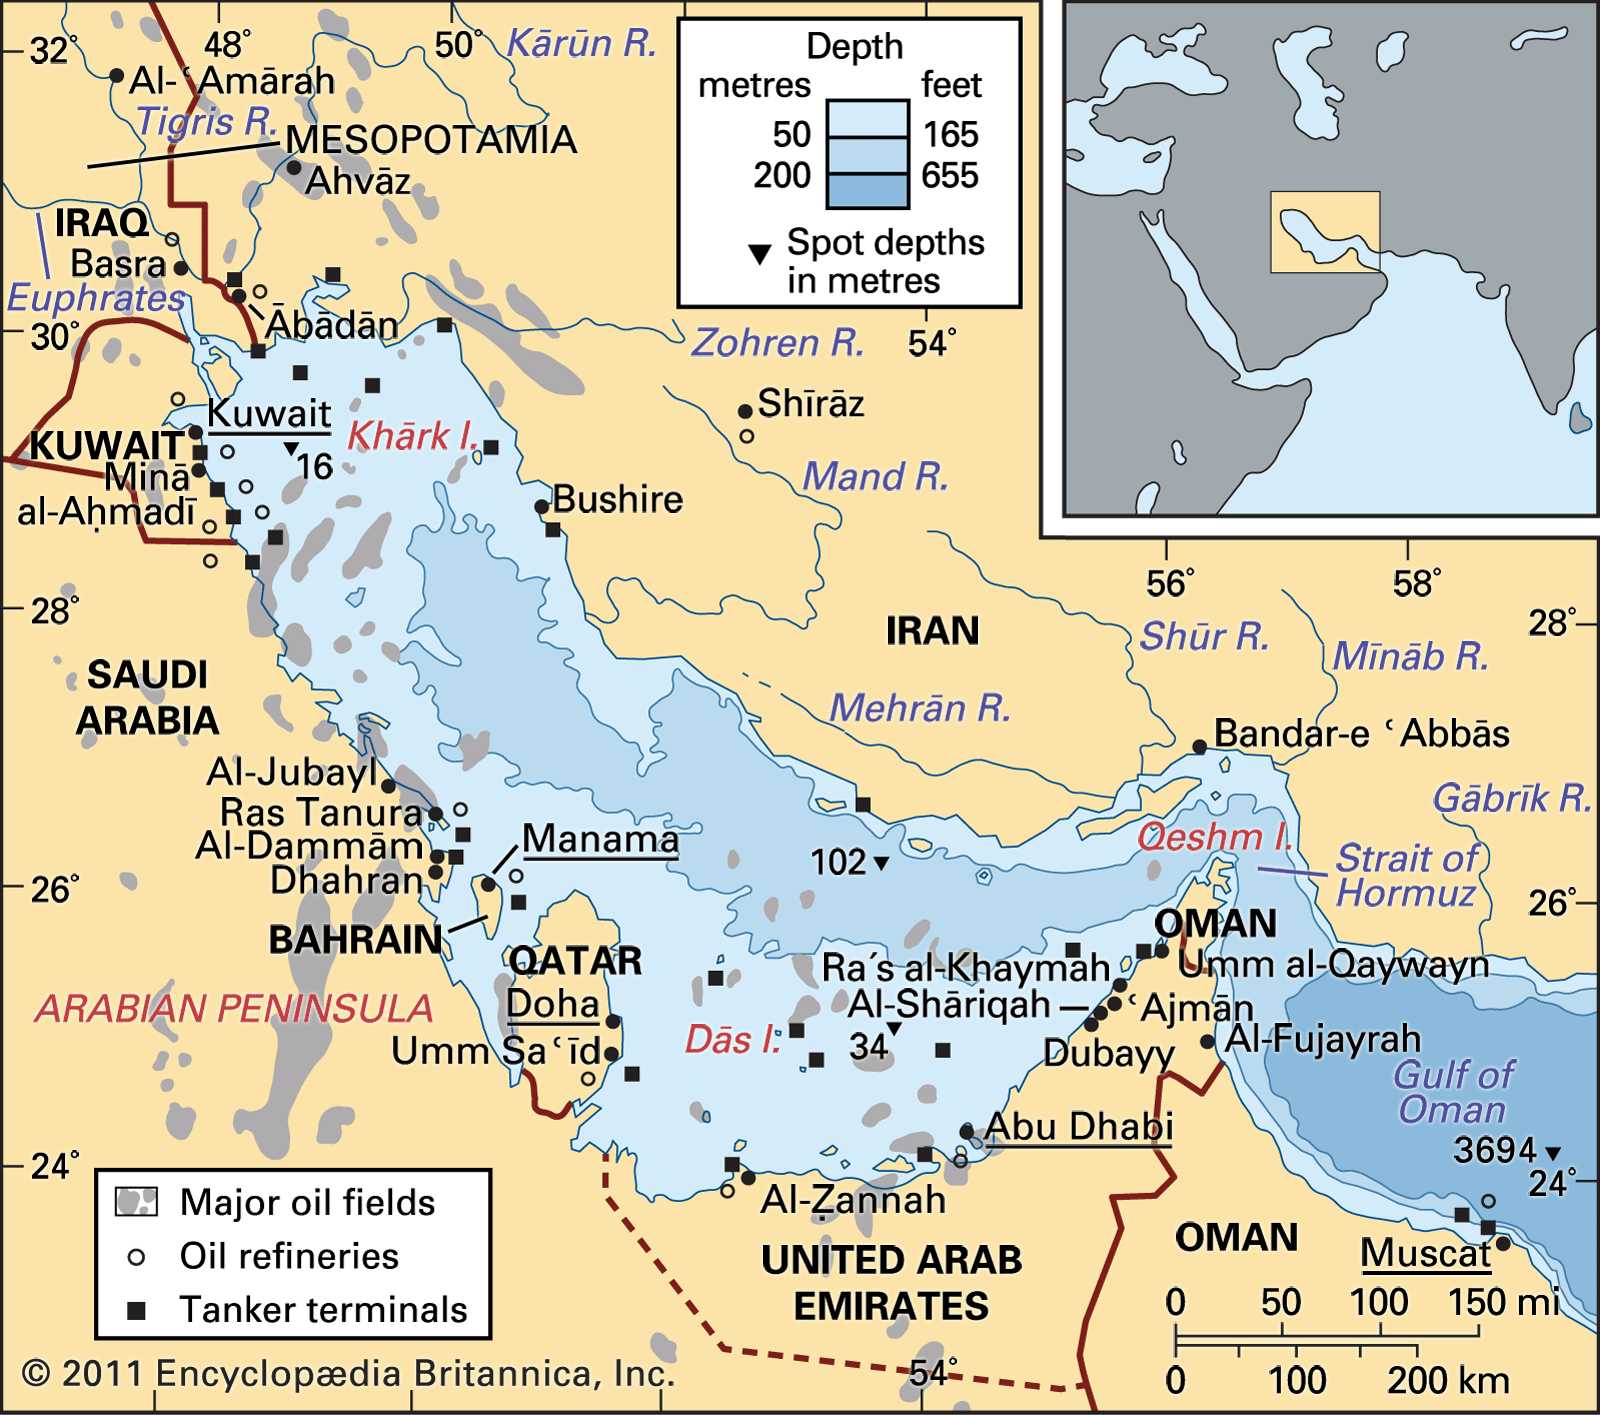 32°
48°
50°
Kārūn R.
Depth
metres
feet
50
165
200
655
Spot depths
in metres
Al-ʿAmārah
Tigris R.
MESOPOTAMIA
Ahvāz
IRAQ
Basra
Euphrates
Ābādān
30°
Zohren R.
54°
Kuwait
Khārk I.
Shīrāz
KUWAIT
16
Mīnāʾ
al-Aḥmadī
Mand R.
Bushire
56°
58°
28°
28°
IRAN
Shūr R.
Mīnāb R.
SAUDI
ARABIA
Mehrān R.
Bandar-e ʿAbbās
Al-Jubayl
Ras Tanura
Al-Dammām
Dhahran
Manama
Gābrīk R.
Qeshm I.
102
Strait of
Hormuz
26°
26°
BAHRAIN
OMAN
QATAR
Raʾs al-Khaymah
Umm al-Qaywayn
ARABIAN PENINSULA
Doha
Al-Shāriqah
ʿAjmān
Dās I.
34
Umm Saʿīd
Dubayy
Al-Fujayrah
Gulf of
Oman
Abu Dhabi
3694
24°
24°
Major oil fields
Oil refineries
Tanker terminals
Al-Ẓannah
UNITED ARAB
EMIRATES
OMAN
Muscat
0 50 100 150 mi
0 100 200 km
54°
© 2011 Encyclopædia Britannica, Inc.